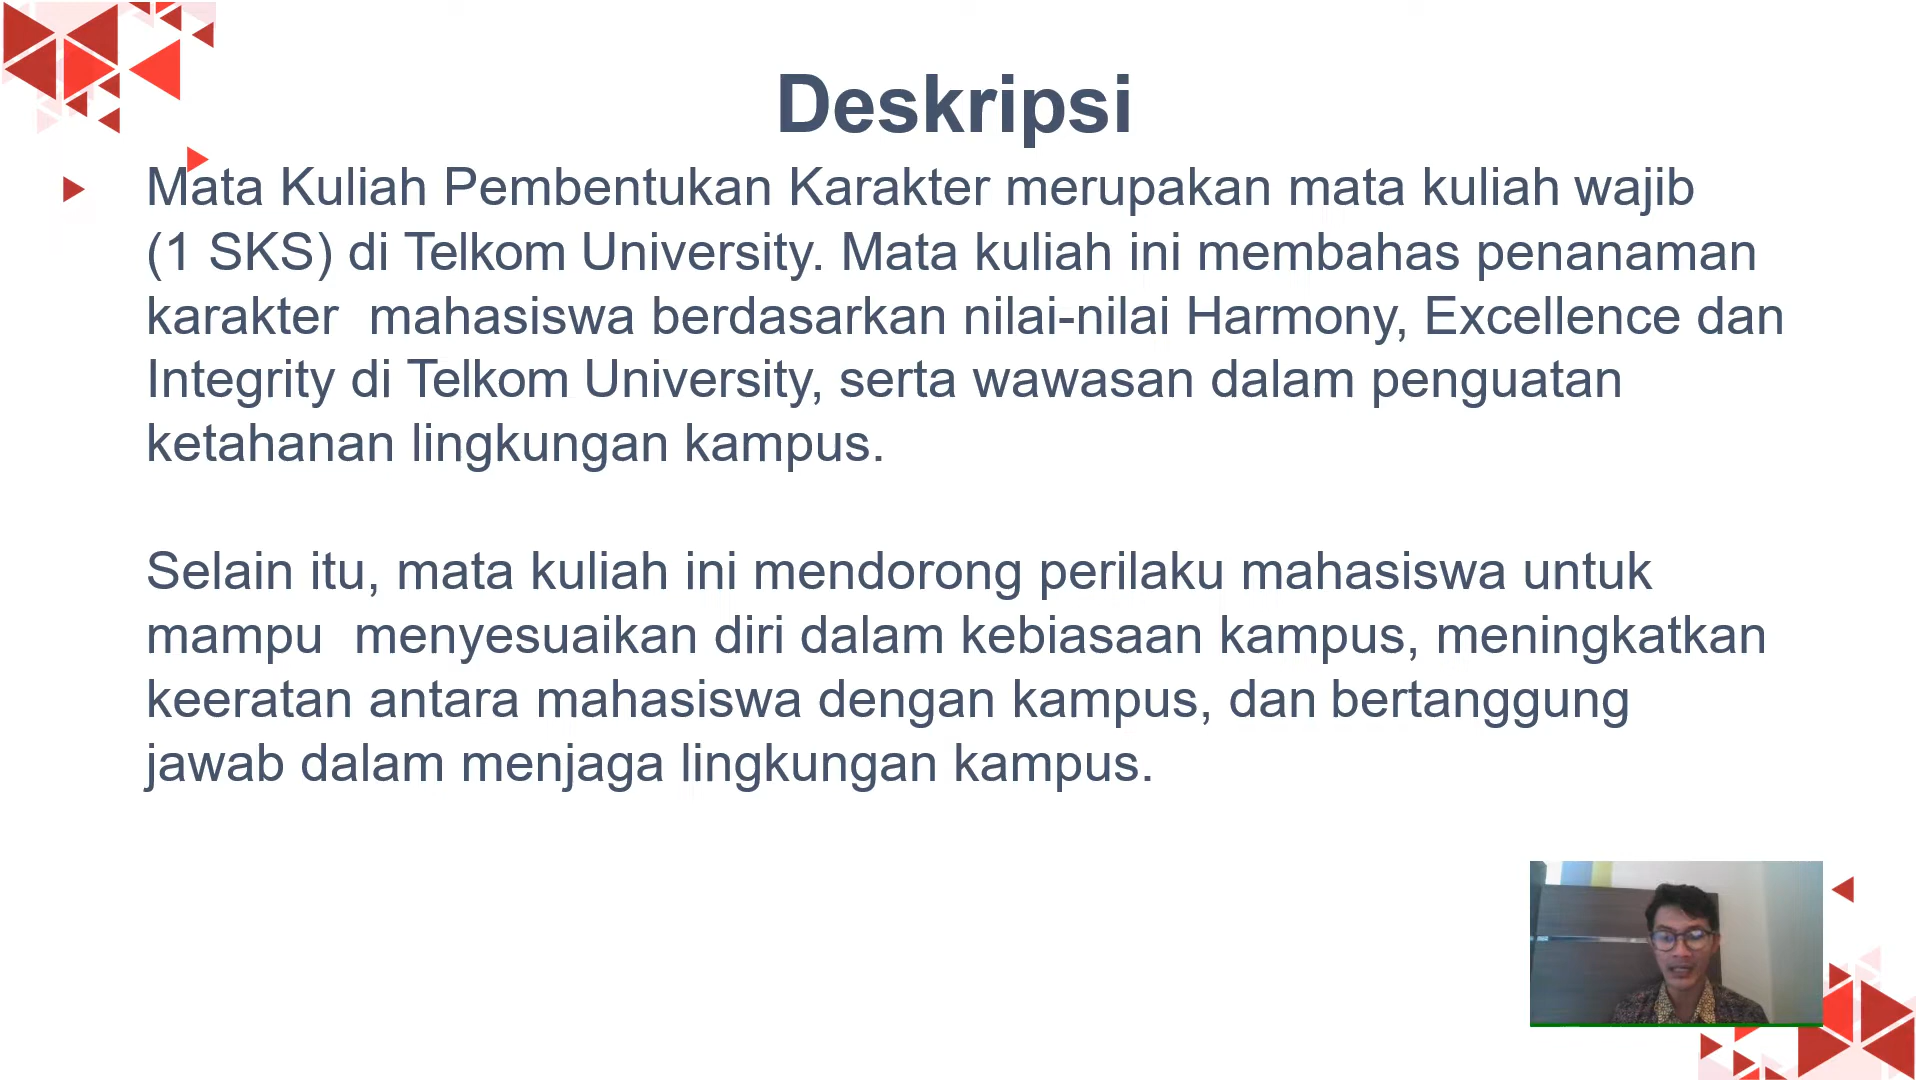 Deskripsi
Mata Kuliah Pembentukan Karakter merupakan mata kuliah wajib
(1 SKS) di Telkom University. Mata kuliah ini membahas penanaman
karakter  mahasiswa berdasarkan nilai-nilai Harmony, Excellence dan
Integrity di Telkom University, serta wawasan dalam penguatan
ketahanan lingkungan kampus.
Selain itu, mata kuliah ini mendorong perilaku mahasiswa untuk
mampu  menyesuaikan diri dalam kebiasaan kampus, meningkatkan
keeratan antara mahasiswa dengan kampus, dan bertanggung
jawab dalam menjaga lingkungan kampus.